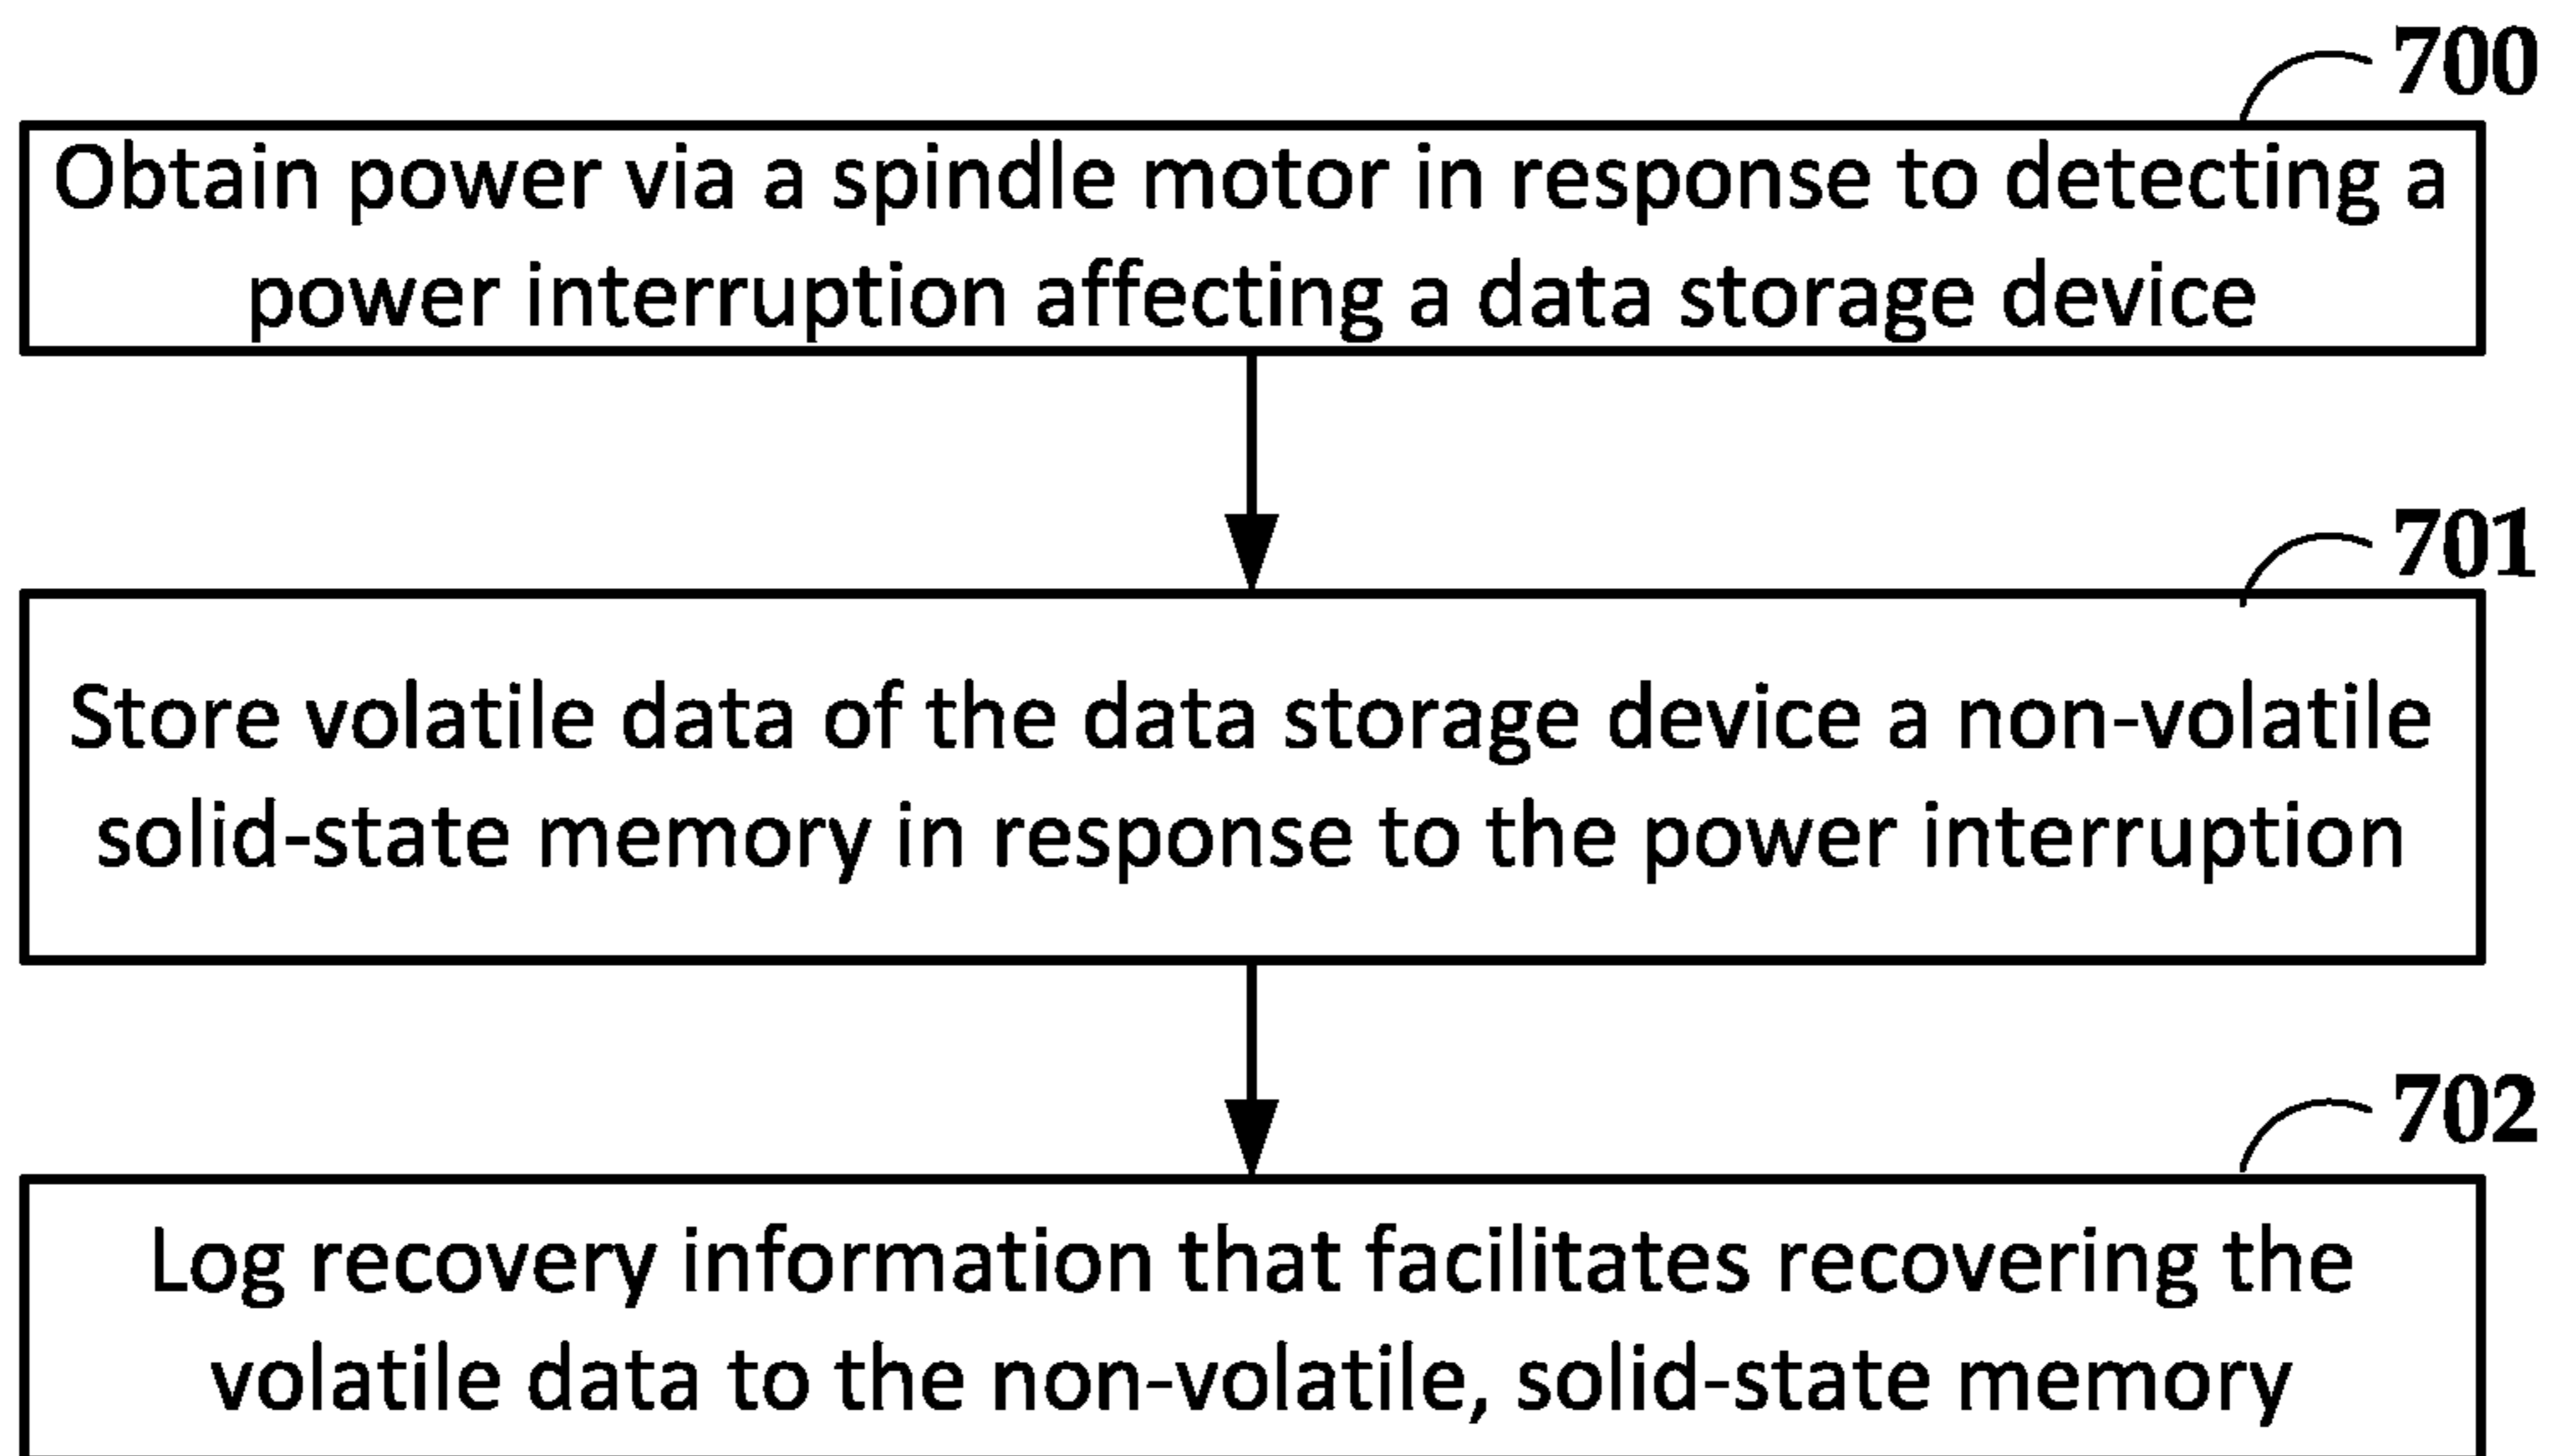 700
Obtain power via a spindle motor in response to detecting a
power interruption affecting a data storage device
701
Store volatile data of the data storage device a non-volatile
solid-state memory in response to the power interruption
702
Log recovery information that facilitates recovering the
volatile data to the non-volatile, solid-state memory